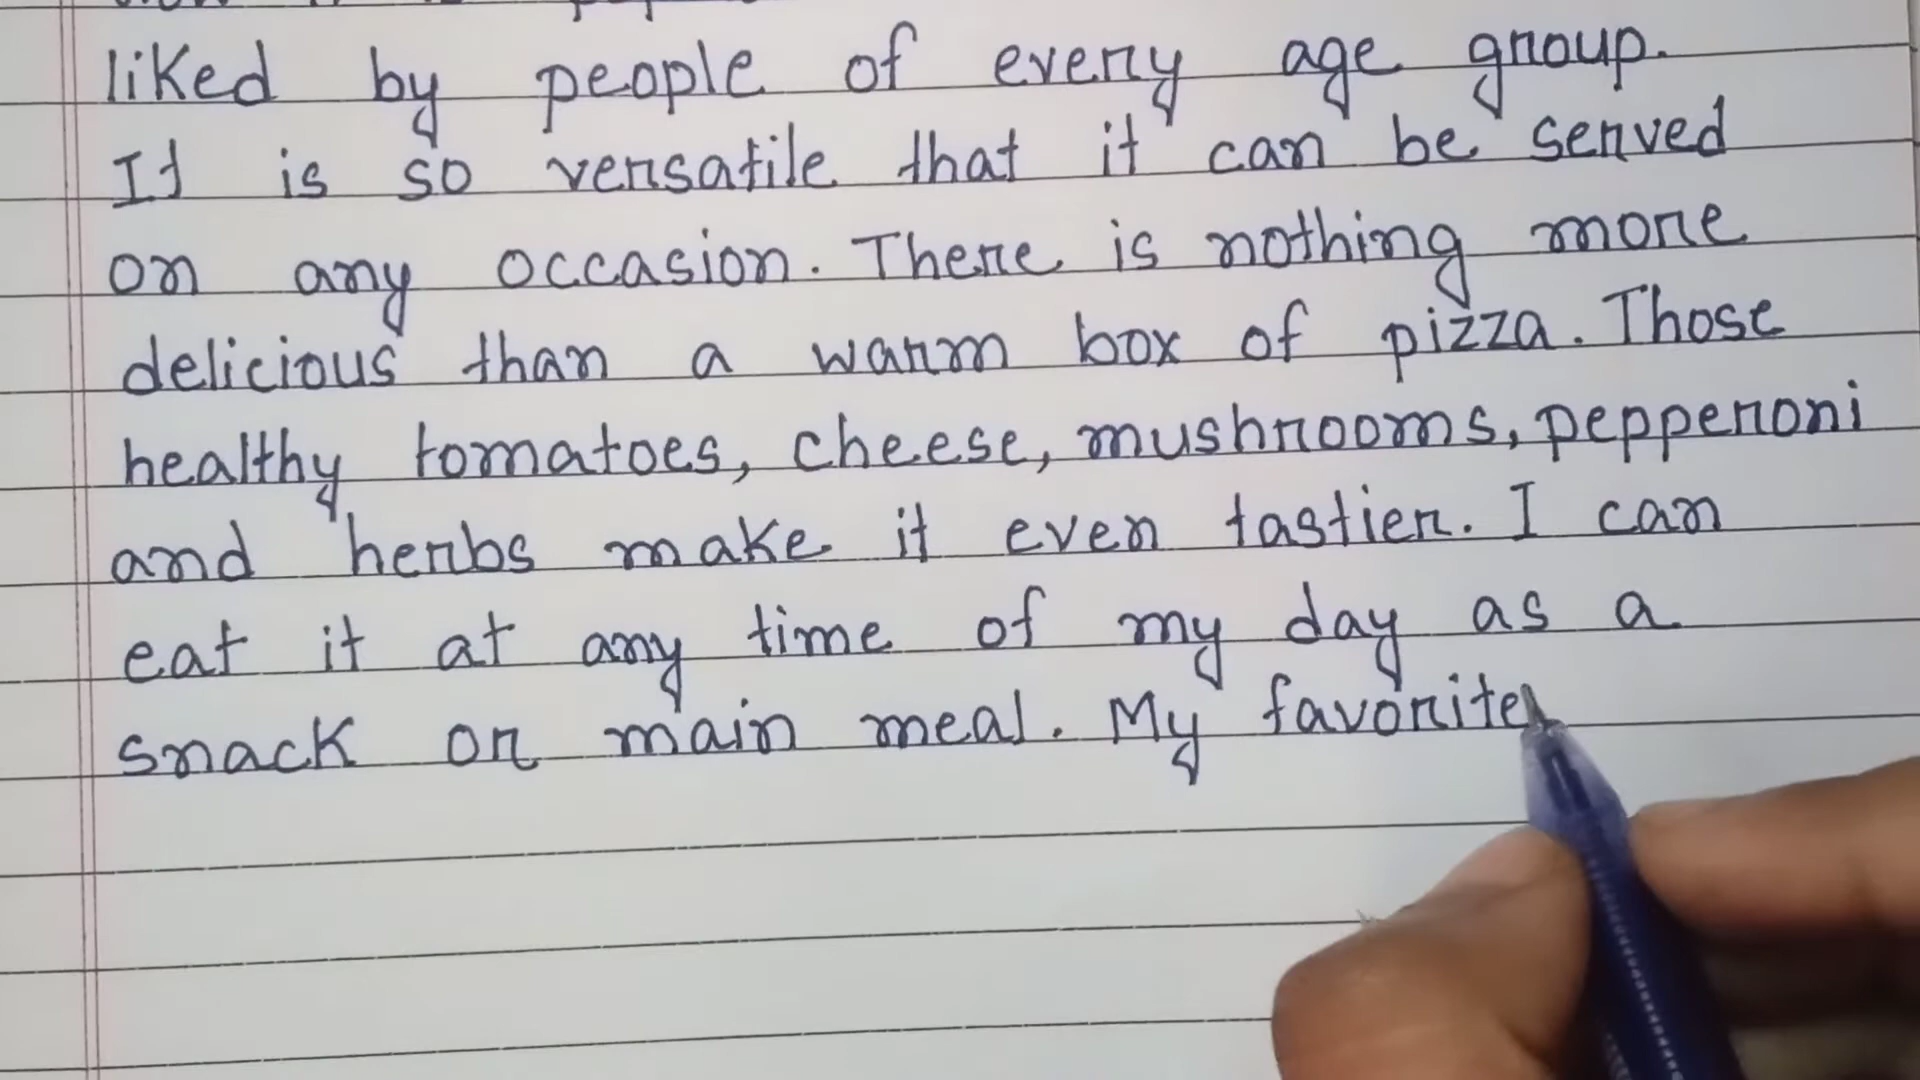 liked by people of every age group.
It is so versatile that it can be served
on any occasion. There is nothing more
delicious than a warm box of pizza. Those
healthy tomatoes, cheese, mushrooms, pepperoni
and herbs make it even tastier. I can
eat it at any time of my day as a
snack or main meal. My favorite